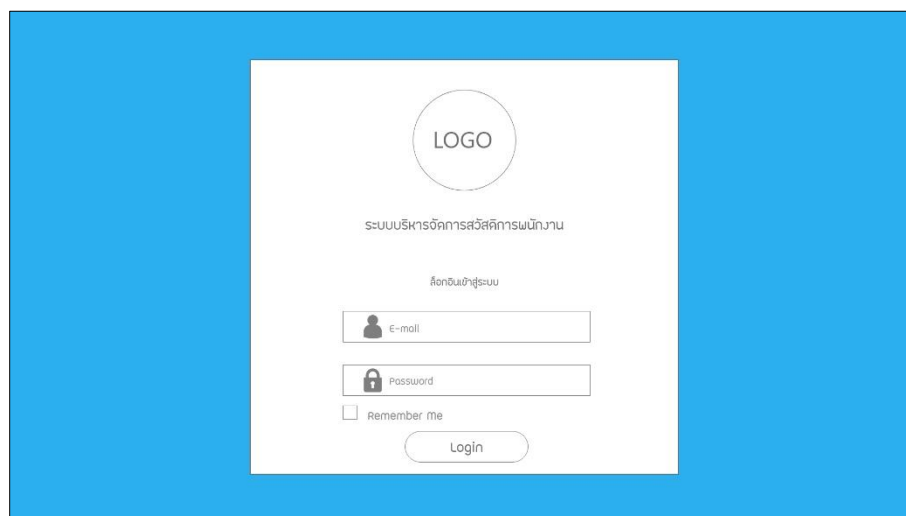 LOGO
ระบบบริหารจัดการสวัสดิการพนักงาน
ล็อกอินเข้าสู่ระบบ
E-mail
Password
Remember Me
Login